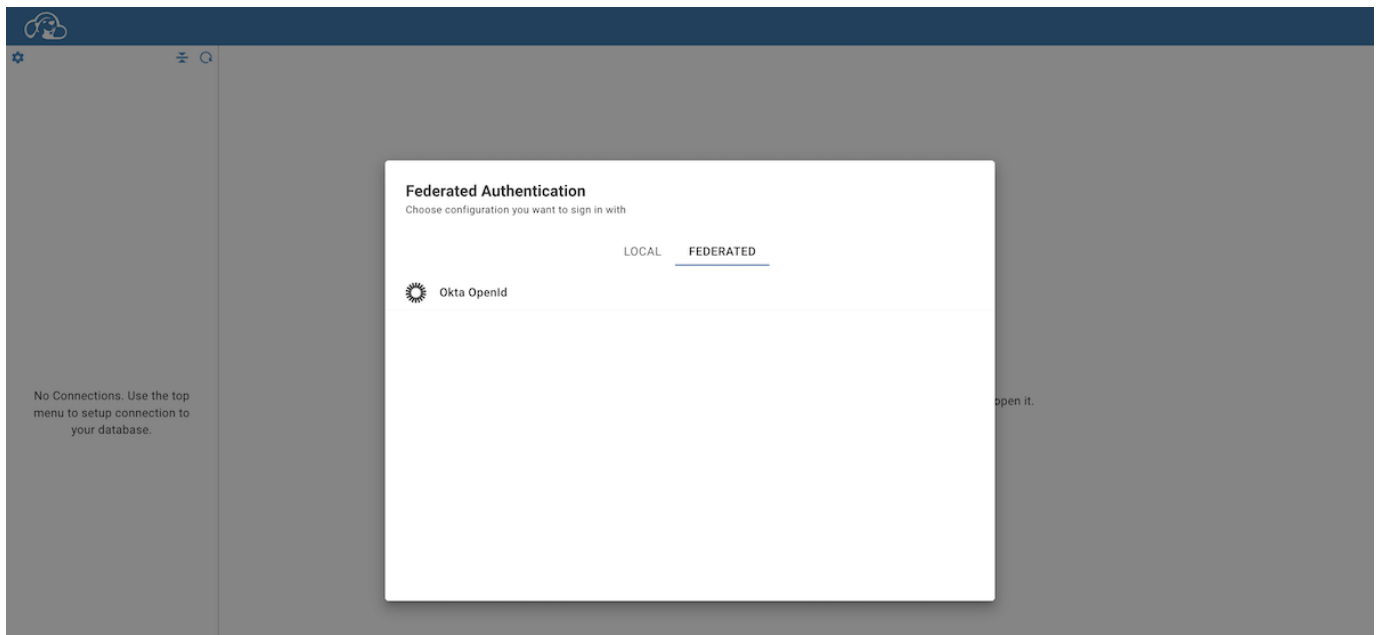 Federated Authentication
Choose configuration you want to sign in with
LOCAL FEDERATED
Okta OpenId
No Connections. Use the top
menu to setup connection to
your database.
open it.